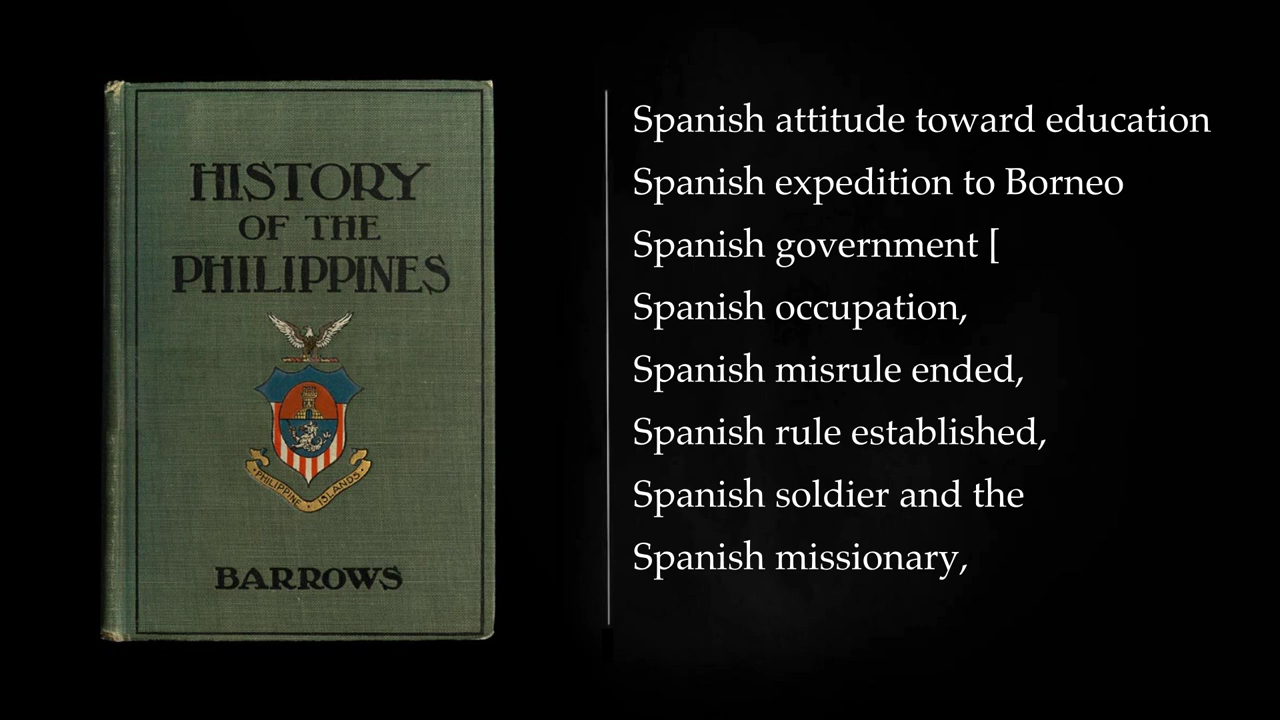 HISTORY
OF THE
PHILIPPINES
PHILIPPINE ISLANDS
BARROWS
Spanish attitude toward education
Spanish expedition to Borneo
Spanish government [
Spanish occupation,
Spanish misrule ended,
Spanish rule established,
Spanish soldier and the
Spanish missionary,